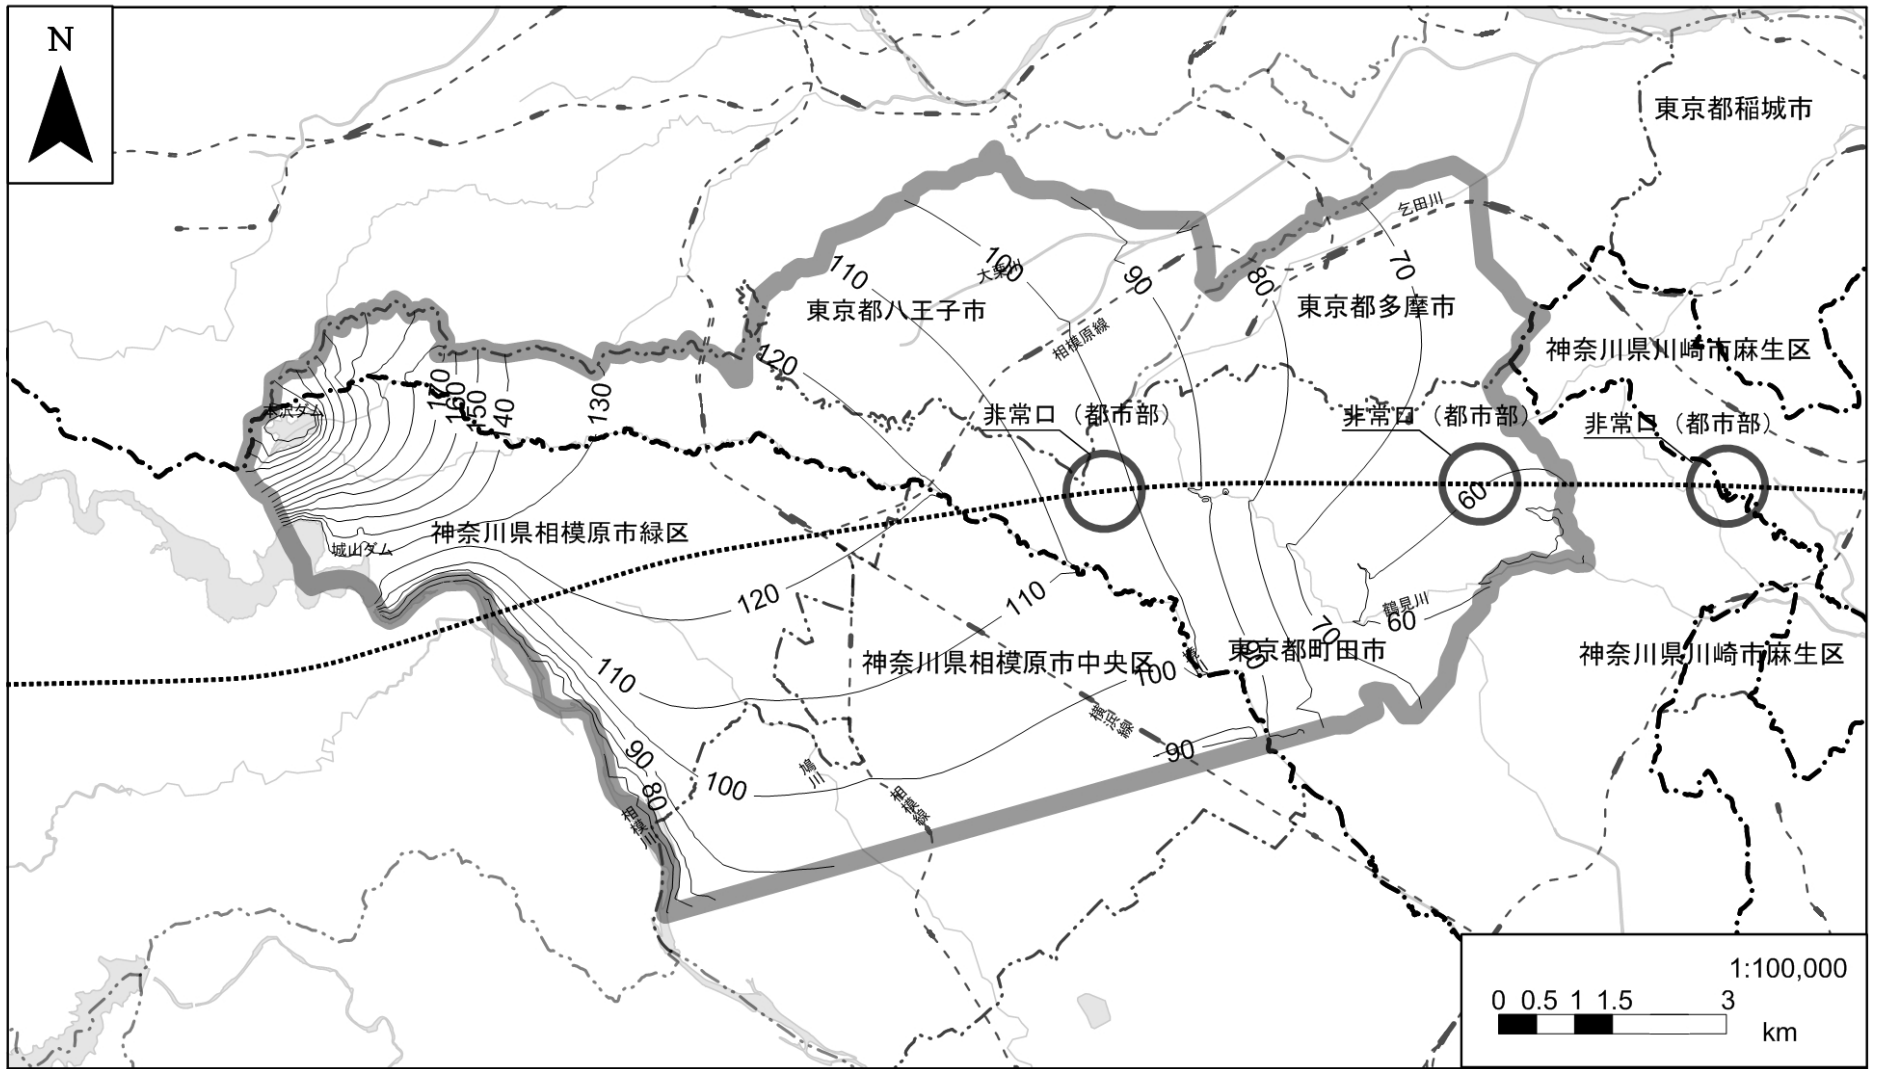 N
東京都稲城市
乞田川
大栗川
100
110
90
80
70
東京都八王子市
東京都多摩市
相模原線
神奈川県川崎市麻生区
120
170
160
150
140
130
本沢ダム
非常口（都市部）
非常口（都市部）
非常口（都市部）
60
神奈川県相模原市緑区
城山ダム
120
110
鶴見川
60
70
東京都町田市
80
神奈川県相模原市中央区
100
神奈川県川崎市麻生区
110
横浜線
90
90
80
100
鳩川
相模線
相模川
1:100,000
0 0.5 1 1.5 3
km